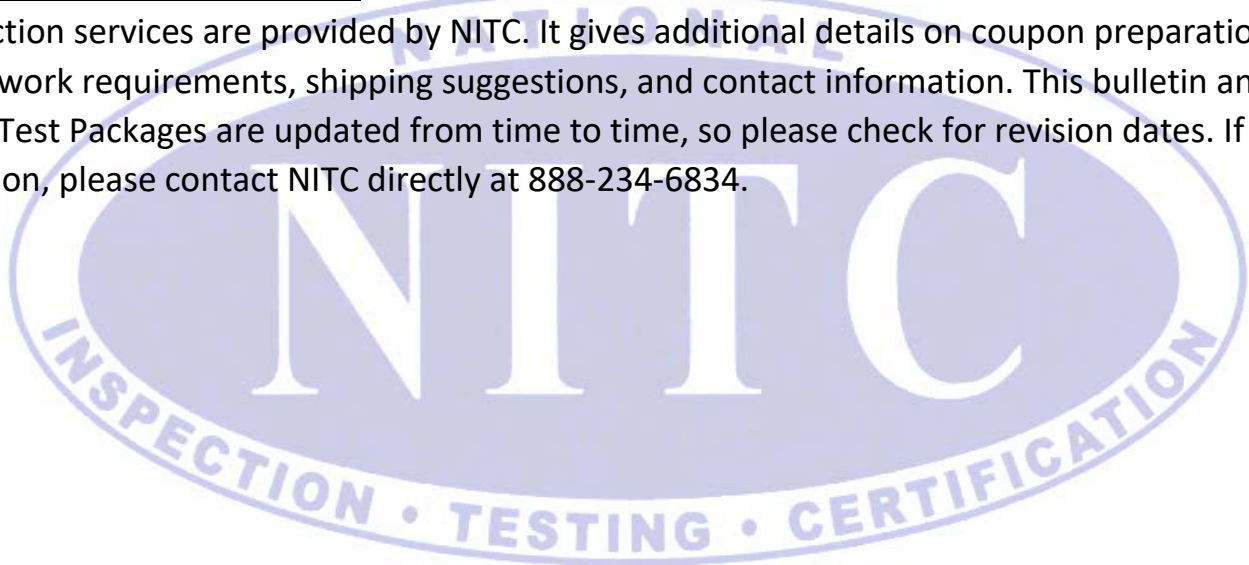 ction services are provided by NITC. It gives additional details on coupon preparatio
work requirements, shipping suggestions, and contact information. This bulletin an
Test Packages are updated from time to time, so please check for revision dates. If
on, please contact NITC directly at 888-234-6834.
NATIONAL
NITC
INSPECTION • TESTING • CERTIFICATION